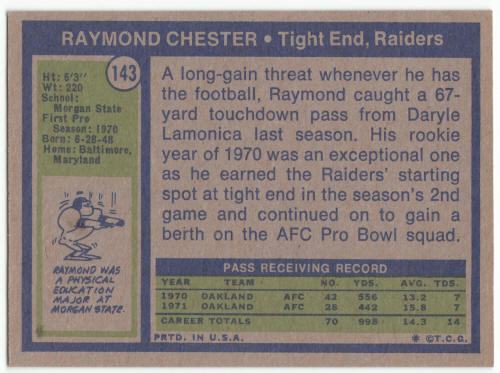 RAYMOND CHESTER • Tight End, Raiders
143
Ht: 6'3"
Wt: 220
School:
Morgan State
First Pro
Season: 1970
Born: 6-28-48
Home: Baltimore,
Maryland
RAYMOND WAS
A PHYSICAL
EDUCATION
MAJOR AT
MORGAN STATE.
A long-gain threat whenever he has
the football, Raymond caught a 67-
yard touchdown pass from Daryle
Lamonica last season. His rookie
year of 1970 was an exceptional one
as he earned the Raiders' starting
spot at tight end in the season's 2nd
game and continued on to gain a
berth on the AFC Pro Bowl squad.
PASS RECEIVING RECORD
YEAR TEAM NO. YDS. AVG. TDS.
1970 OAKLAND AFC 42 556 13.2 7
1971 OAKLAND AFC 28 442 15.8 7
CAREER TOTALS 70 998 14.3 14
PRTD. IN U.S.A. * ©T.C.G.